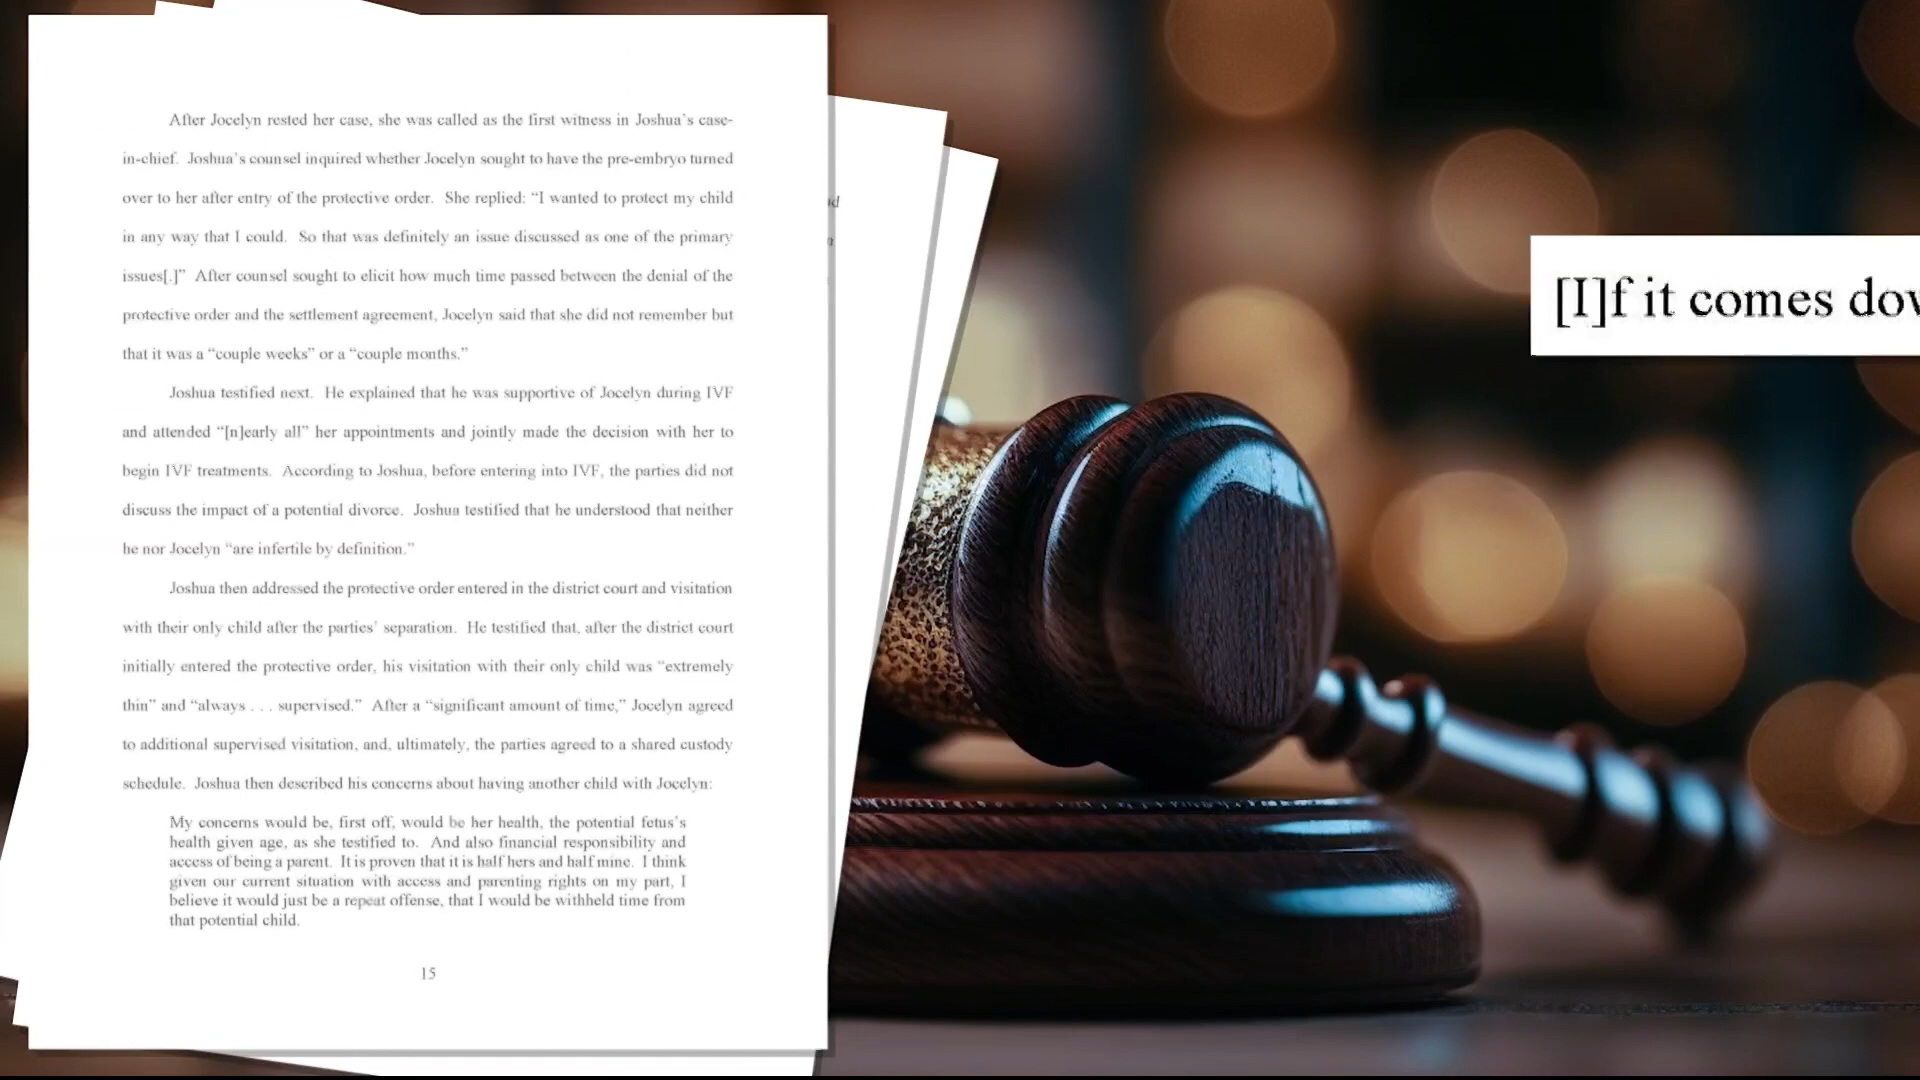 After Jocelyn rested her case, she was called as the first witness in Joshua's case-
in-chief. Joshua's counsel inquired whether Jocelyn sought to have the pre-embryo turned
over to her after entry of the protective order. She replied: “I wanted to protect my child
in any way that I could. So that was definitely an issue discussed as one of the primary
issues[.]” After counsel sought to elicit how much time passed between the denial of the
protective order and the settlement agreement, Jocelyn said that she did not remember but
that it was a “couple weeks” or a “couple months.”
Joshua testified next. He explained that he was supportive of Jocelyn during IVF
and attended “[n]early all” her appointments and jointly made the decision with her to
begin IVF treatments. According to Joshua, before entering into IVF, the parties did not
discuss the impact of a potential divorce. Joshua testified that he understood that neither
he nor Jocelyn “are infertile by definition.”
Joshua then addressed the protective order entered in the district court and visitation
with their only child after the parties' separation. He testified that, after the district court
initially entered the protective order, his visitation with their only child was “extremely
thin” and “always . . . supervised.” After a “significant amount of time,” Jocelyn agreed
to additional supervised visitation, and, ultimately, the parties agreed to a shared custody
schedule. Joshua then described his concerns about having another child with Jocelyn:
My concerns would be, first off, would be her health, the potential fetus's
health given age, as she testified to. And also financial responsibility and
access of being a parent. It is proven that it is half hers and half mine. I think
given our current situation with access and parenting rights on my part, I
believe it would just be a repeat offense, that I would be withheld time from
that potential child.
15
[I]f it comes